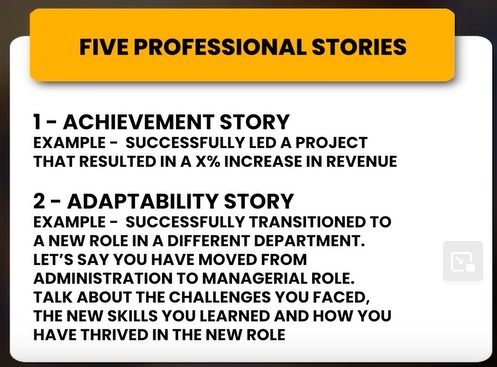 FIVE PROFESSIONAL STORIES
1 - ACHIEVEMENT STORY
EXAMPLE - SUCCESSFULLY LED A PROJECT
THAT RESULTED IN A X% INCREASE IN REVENUE
2 - ADAPTABILITY STORY
EXAMPLE - SUCCESSFULLY TRANSITIONED TO
A NEW ROLE IN A DIFFERENT DEPARTMENT.
LET'S SAY YOU HAVE MOVED FROM
ADMINISTRATION TO MANAGERIAL ROLE.
TALK ABOUT THE CHALLENGES YOU FACED,
THE NEW SKILLS YOU LEARNED AND HOW YOU
HAVE THRIVED IN THE NEW ROLE